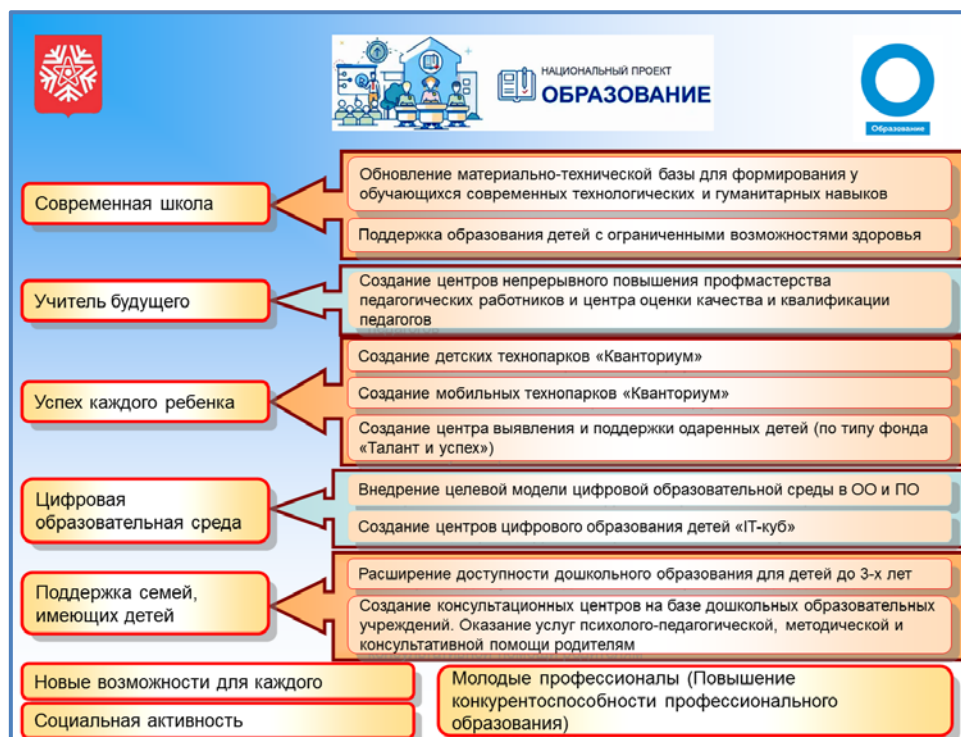 НАЦИОНАЛЬНЫЙ ПРОЕКТ
ОБРАЗОВАНИЕ
Образование
Современная школа
Обновление материально-технической базы для формирования у
обучающихся современных технологических и гуманитарных навыков
Поддержка образования детей с ограниченными возможностями здоровья
Учитель будущего
Создание центров непрерывного повышения профмастерства
педагогических работников и центра оценки качества и квалификации
педагогов
Успех каждого ребенка
Создание детских технопарков «Кванториум»
Создание мобильных технопарков «Кванториум»
Создание центра выявления и поддержки одаренных детей (по типу фонда
«Талант и успех»)
Цифровая
образовательная среда
Внедрение целевой модели цифровой образовательной среды в ОО и ПО
Создание центров цифрового образования детей «IT-куб»
Поддержка семей,
имеющих детей
Расширение доступности дошкольного образования для детей до 3-х лет
Создание консультационных центров на базе дошкольных образовательных
учреждений. Оказание услуг психолого-педагогической, методической и
консультативной помощи родителям
Новые возможности для каждого
Социальная активность
Молодые профессионалы (Повышение
конкурентоспособности профессионального
образования)